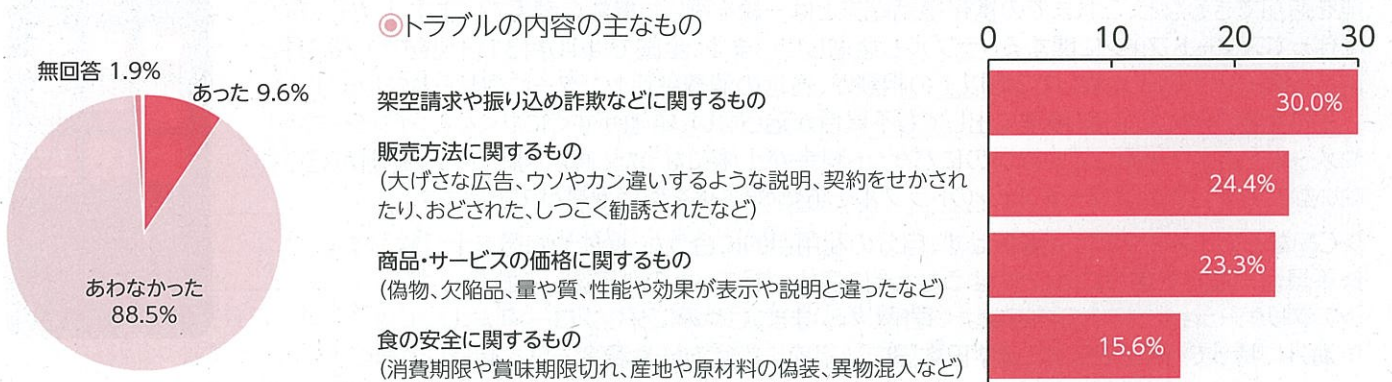 ◉トラブルの内容の主なもの
無回答 1.9%
あった 9.6%
あわなかった
88.5%
0 10 20 30
架空請求や振り込め詐欺などに関するもの
30.0%
販売方法に関するもの
(大げさな広告、ウソやカン違いするような説明、契約をせかされ
たり、おどされた、しつこく勧誘されたなど)
24.4%
商品・サービスの価格に関するもの
(偽物、欠陥品、量や質、性能や効果が表示や説明と違ったなど)
23.3%
食の安全に関するもの
(消費期限や賞味期限切れ、産地や原材料の偽装、異物混入など)
15.6%